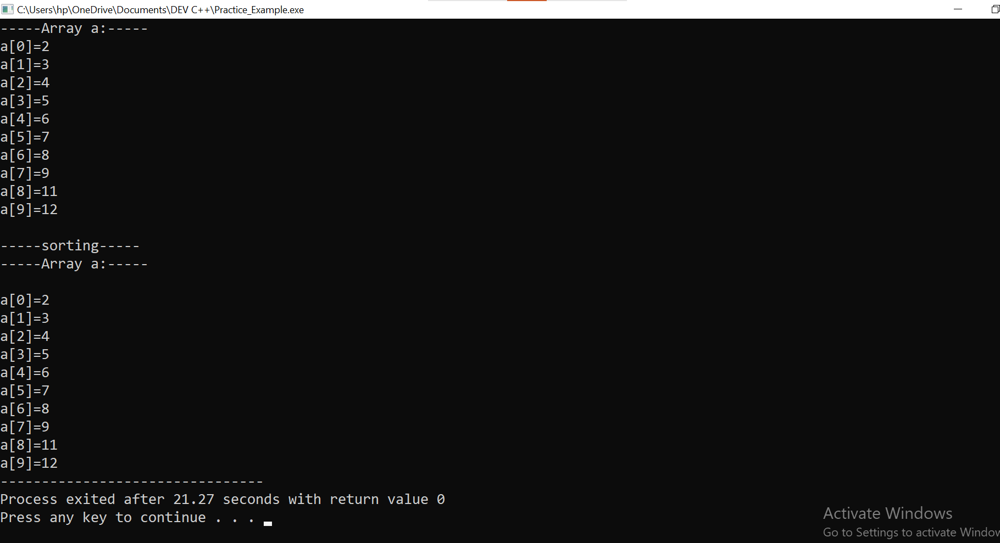 C:\Users\hp\OneDrive\Documents\DEV C++\Practice_Example.exe
-----Array a:-----
a[0]=2
a[1]=3
a[2]=4
a[3]=5
a[4]=6
a[5]=7
a[6]=8
a[7]=9
a[8]=11
a[9]=12
-----sorting-----
-----Array a:-----
a[0]=2
a[1]=3
a[2]=4
a[3]=5
a[4]=6
a[5]=7
a[6]=8
a[7]=9
a[8]=11
a[9]=12
--------------------------------
Process exited after 21.27 seconds with return value 0
Press any key to continue . . .
Activate Windows
Go to Settings to activate Window